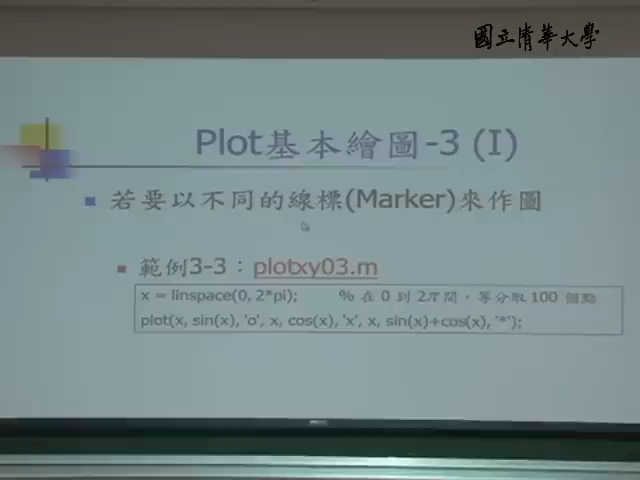 國立清華大學
Plot基本繪圖-3 (I)
若要以不同的線標(Marker)來作圖
範例3-3：plotxy03.m
x = linspace(0, 2*pi); % 在 0 到 2π 間，等分取 100 個點
plot(x, sin(x), 'o', x, cos(x), 'x', x, sin(x)+cos(x), '*');